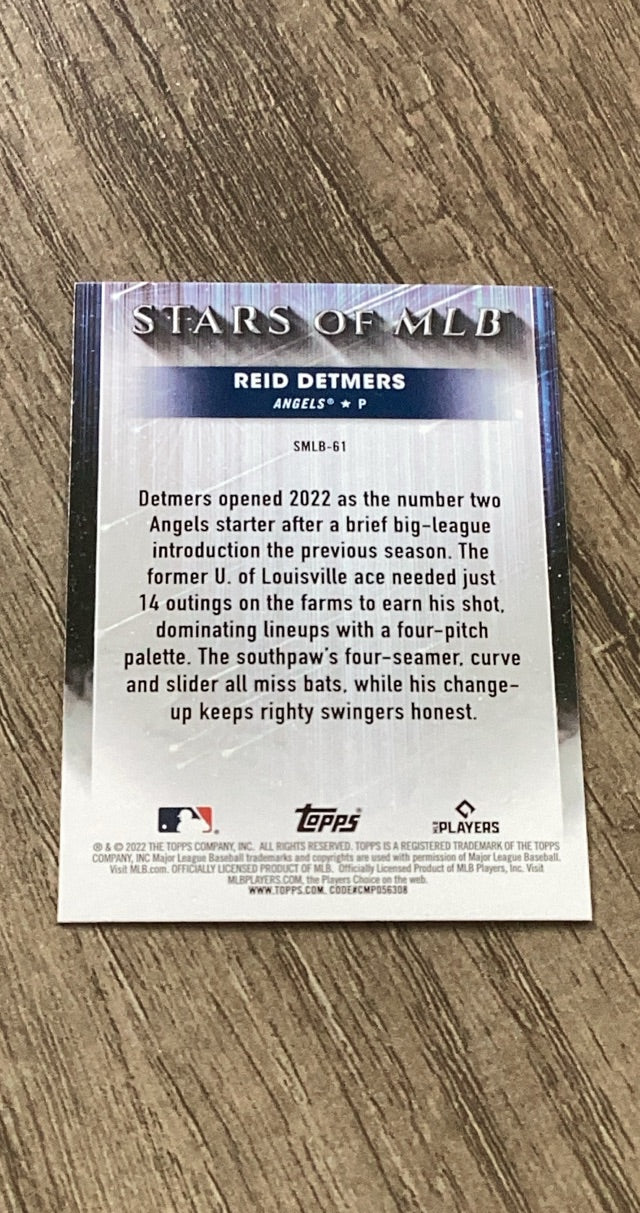 STARS OF MLB
REID DETMERS
ANGELS® ★ P
SMLB-61
Detmers opened 2022 as the number two
Angels starter after a brief big-league
introduction the previous season. The
former U. of Louisville ace needed just
14 outings on the farms to earn his shot,
dominating lineups with a four-pitch
palette. The southpaw's four-seamer, curve
and slider all miss bats, while his change-
up keeps righty swingers honest.
Topps®
MLB PLAYERS
® & © 2022 THE TOPPS COMPANY, INC. ALL RIGHTS RESERVED. TOPPS IS A REGISTERED TRADEMARK OF THE TOPPS
COMPANY, INC Major League Baseball trademarks and copyrights are used with permission of Major League Baseball.
Visit MLB.com. OFFICIALLY LICENSED PRODUCT OF MLB. Officially Licensed Product of MLB Players, Inc. Visit
MLBPLAYERS.COM, the Players Choice on the web.
WWW.TOPPS.COM. CODE#CMP056308